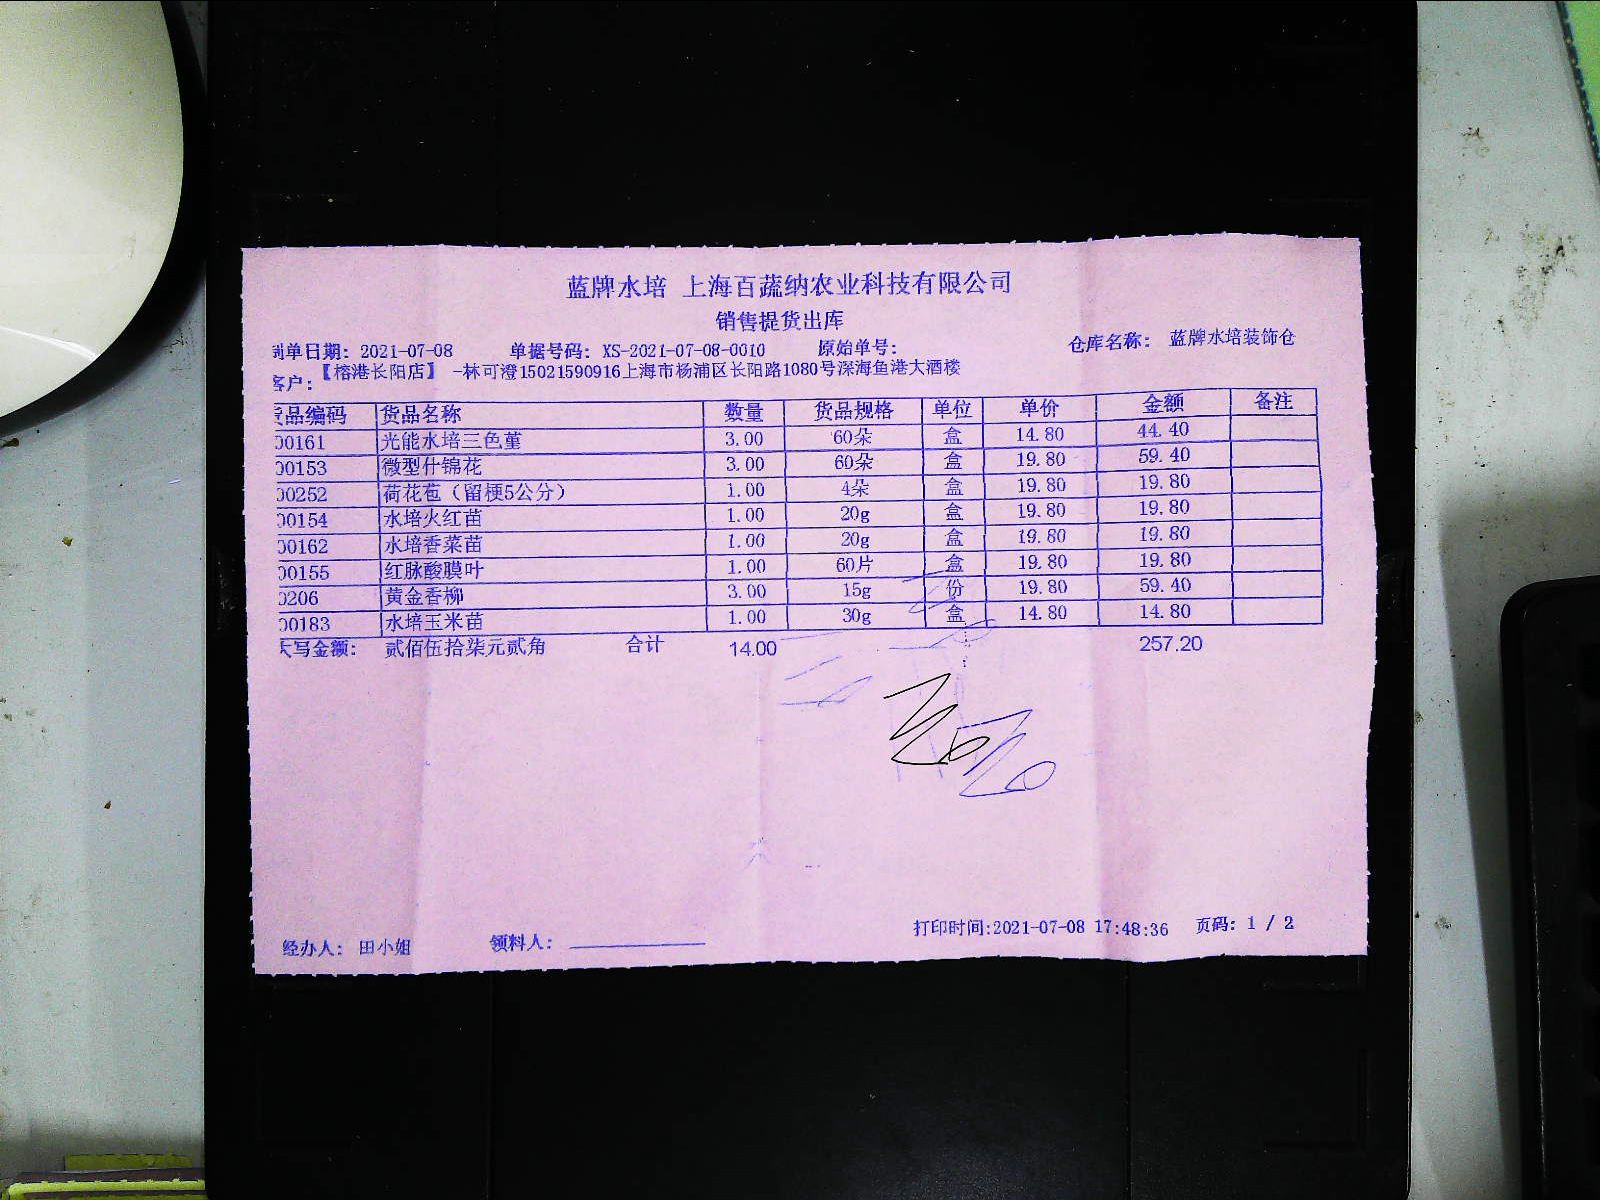 蓝牌水培 上海百蔬纳农业科技有限公司
销售提货出库
制单日期: 2021-07-08 单据号码: XS-2021-07-08-0010 原始单号: 仓库名称: 蓝牌水培装饰仓
客户: 【榕港长阳店】 -林可澄15021590916上海市杨浦区长阳路1080号深海鱼港大酒楼
货品编码 货品名称 数量 货品规格 单位 单价 金额 备注
00161 光能水培三色堇 3.00 60朵 盒 14.80 44.40
00153 微型什锦花 3.00 60朵 盒 19.80 59.40
00252 荷花苞（留梗5公分） 1.00 4朵 盒 19.80 19.80
00154 水培火红苗 1.00 20g 盒 19.80 19.80
00162 水培香菜苗 1.00 20g 盒 19.80 19.80
00155 红脉酸膜叶 1.00 60片 盒 19.80 19.80
0206 黄金香柳 3.00 15g 份 19.80 59.40
00183 水培玉米苗 1.00 30g 盒 14.80 14.80
大写金额: 贰佰伍拾柒元贰角 合计 14.00 257.20
打印时间:2021-07-08 17:48:36 页码: 1 / 2
经办人: 田小姐 领料人: